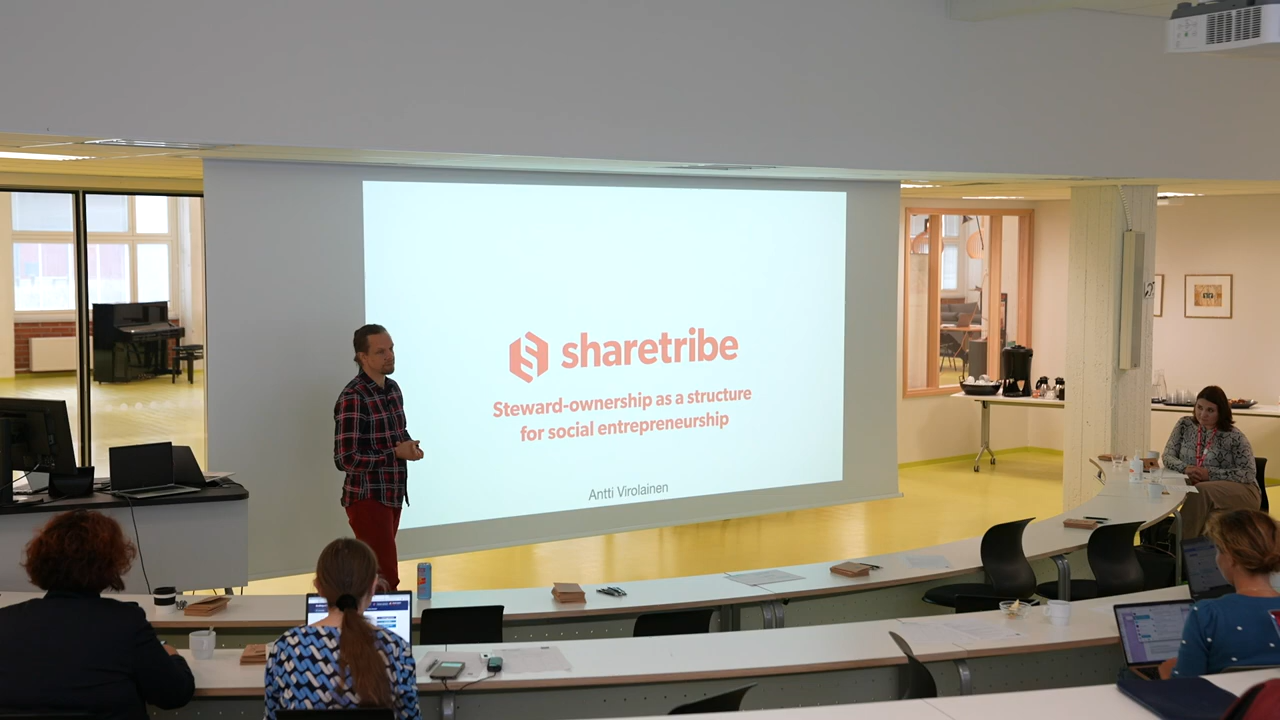 sharetribe
Steward-ownership as a structure
for social entrepreneurship
Antti Virolainen